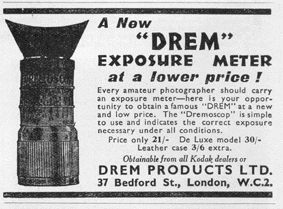 A New
"DREM"
EXPOSURE METER
at a lower price!
Every amateur photographer should carry
an exposure meter—here is your oppor-
tunity to obtain a famous "DREM" at a new
and low price. The "Dremoscop" is simple
to use and indicates the correct exposure
necessary under all conditions.
Price only 21/- De Luxe model 30/-
Leather case 3/6 extra.
Obtainable from all Kodak dealers or
DREM PRODUCTS LTD.
37 Bedford St., London, W.C.2.